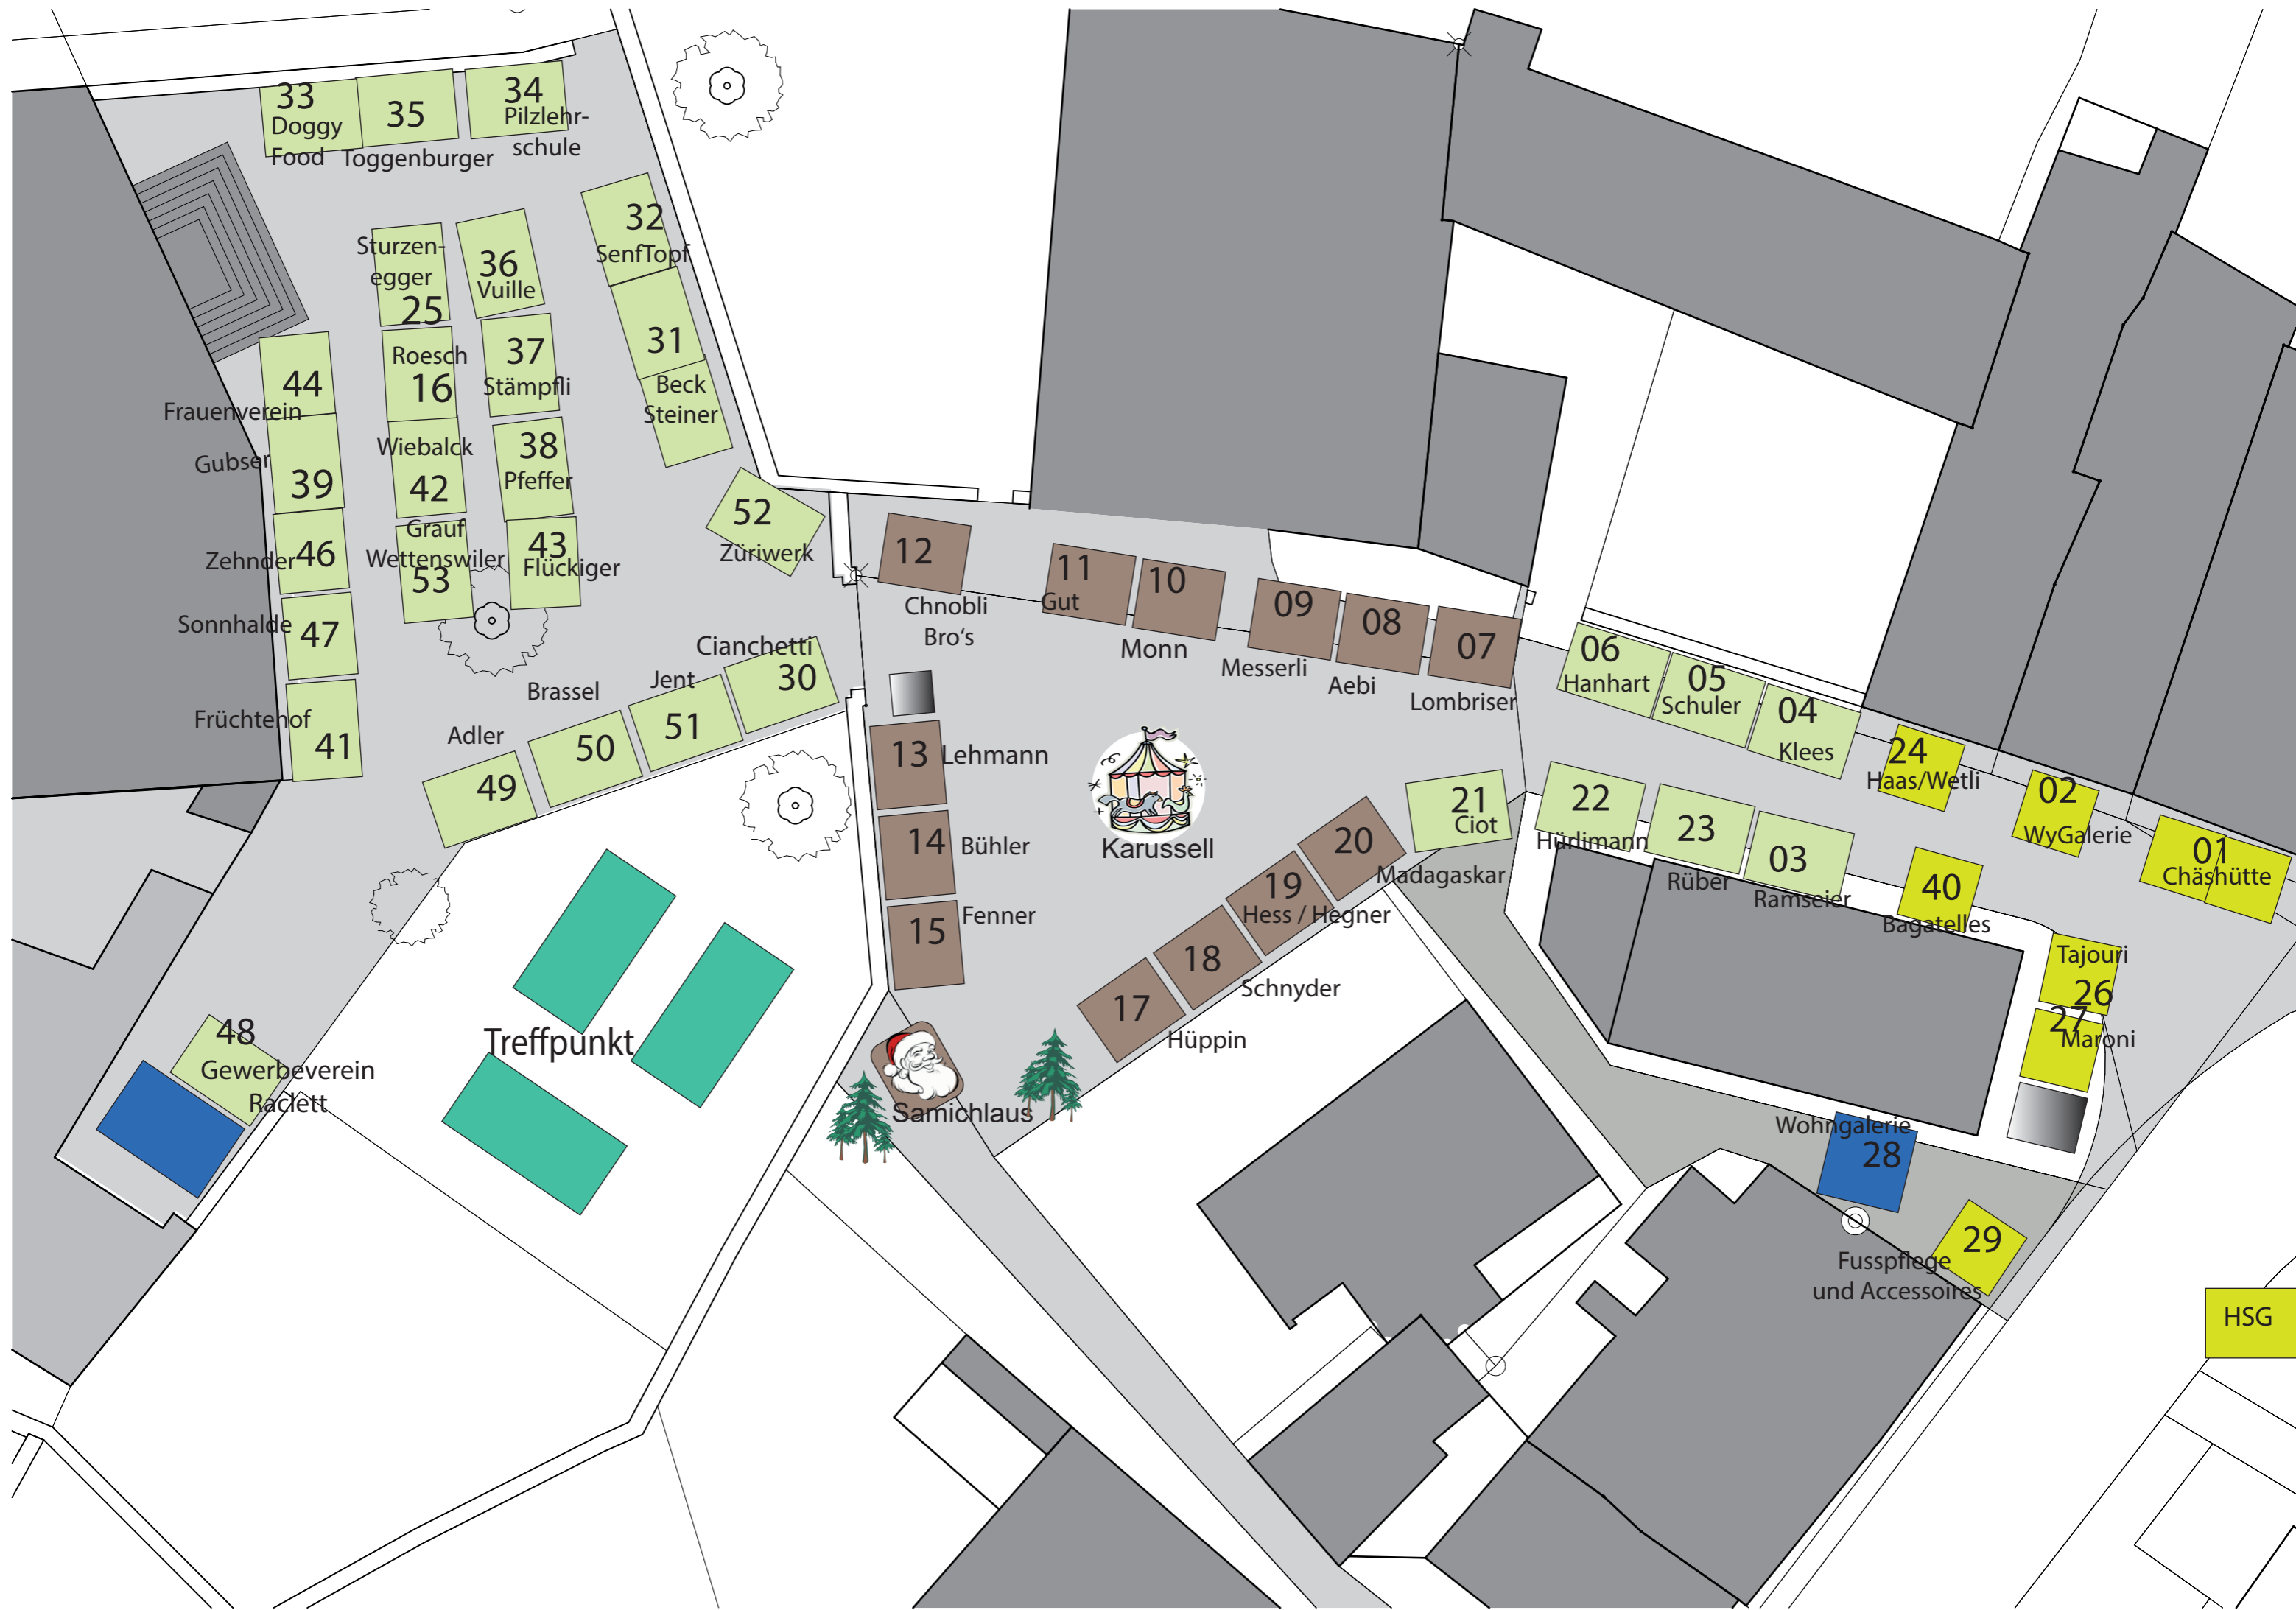 33
Doggy
Food
35
Toggenburger
34
Pilzlehr-
schule
Sturzen-
egger
25
36
Vuille
32
SenfTopf
Roesch
16
37
Stämpfli
31
Beck
Steiner
44
Frauenverein
Gubser
39
Wiebalck
42
38
Pfeffer
52
Züriwerk
Zehnder
46
Grauf
Wettenswiler
53
43
Flückiger
Sonnhalde
47
Früchtehof
41
Adler
49
Brassel
50
Jent
51
Cianchetti
30
12
Chnobli
Bro‘s
11
Gut
10
Monn
09
Messerli
08
Aebi
07
Lombriser
06
Hanhart
05
Schuler
04
Klees
24
Haas/Wetli
02
WyGalerie
01
Chäshütte
13
Lehmann
14
Bühler
15
Fenner
Karussell
20
Madagaskar
19
Hess / Hegner
18
Schnyder
17
Hüppin
21
Ciot
22
Hürlimann
23
Rüber
03
Ramseier
40
Bagatelles
Tajouri
26
27
Maroni
Wohngalerie
28
29
Fusspflege
und Accessoires
HSG
48
Gewerbeverein
Raclett
Treffpunkt
Samichlaus